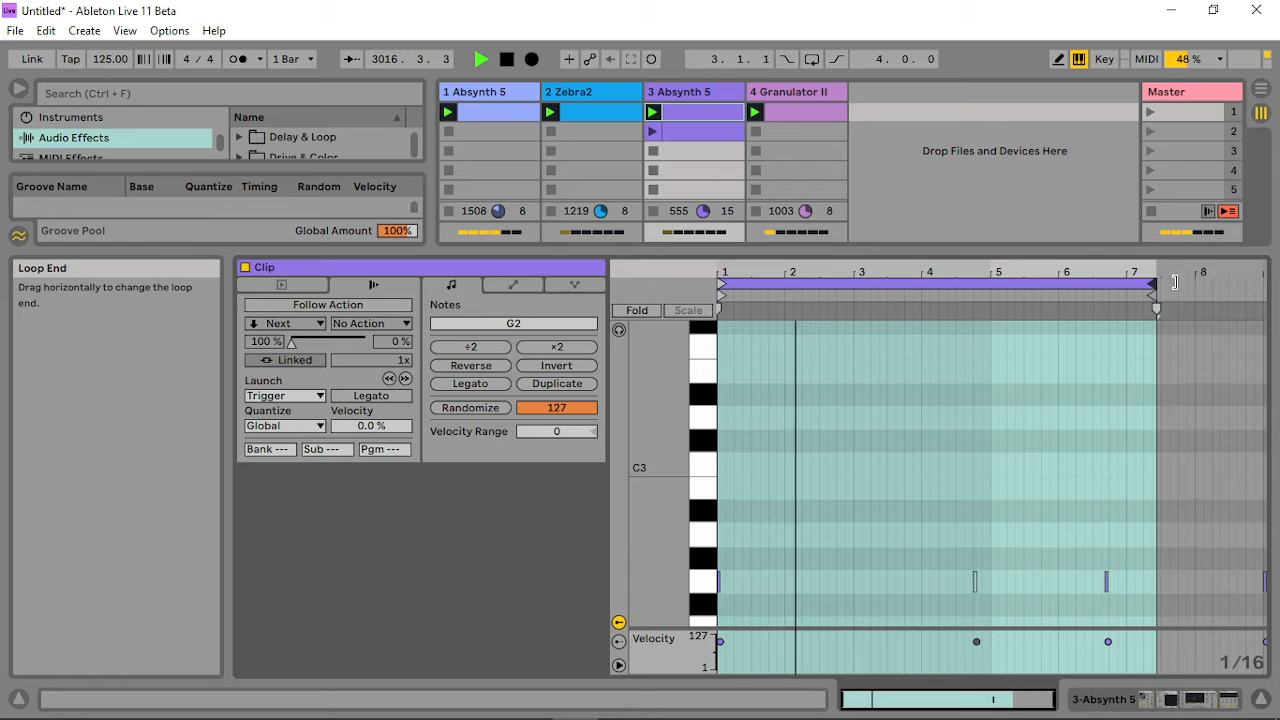 Live Untitled* - Ableton Live 11 Beta
File Edit Create View Options Help
Link Tap 125.00 4 / 4 1 Bar 3016. 3. 3 3. 1. 1 4. 0. 0 Key MIDI 48 %
Search (Ctrl + F)
Instruments Name
Audio Effects Delay & Loop
MIDI Effects Drive & Color
Groove Name Base Quantize Timing Random Velocity
Groove Pool Global Amount 100%
1 Absynth 5 2 Zebra2 3 Absynth 5 4 Granulator II Master
1
2
Drop Files and Devices Here 3
4
5
1508 8 1219 8 555 15 1003 8
Loop End
Drag horizontally to change the loop
end.
Clip
Follow Action
Next No Action
100 % 0 %
Linked 1x
Launch
Trigger Legato
Quantize Velocity
Global 0.0 %
Bank --- Sub --- Pgm ---
Notes
G2
÷2 ×2
Reverse Invert
Legato Duplicate
Randomize 127
Velocity Range 0
1 2 3 4 5 6 7 8
Fold Scale
C3
Velocity 127
1
1/16
3-Absynth 5